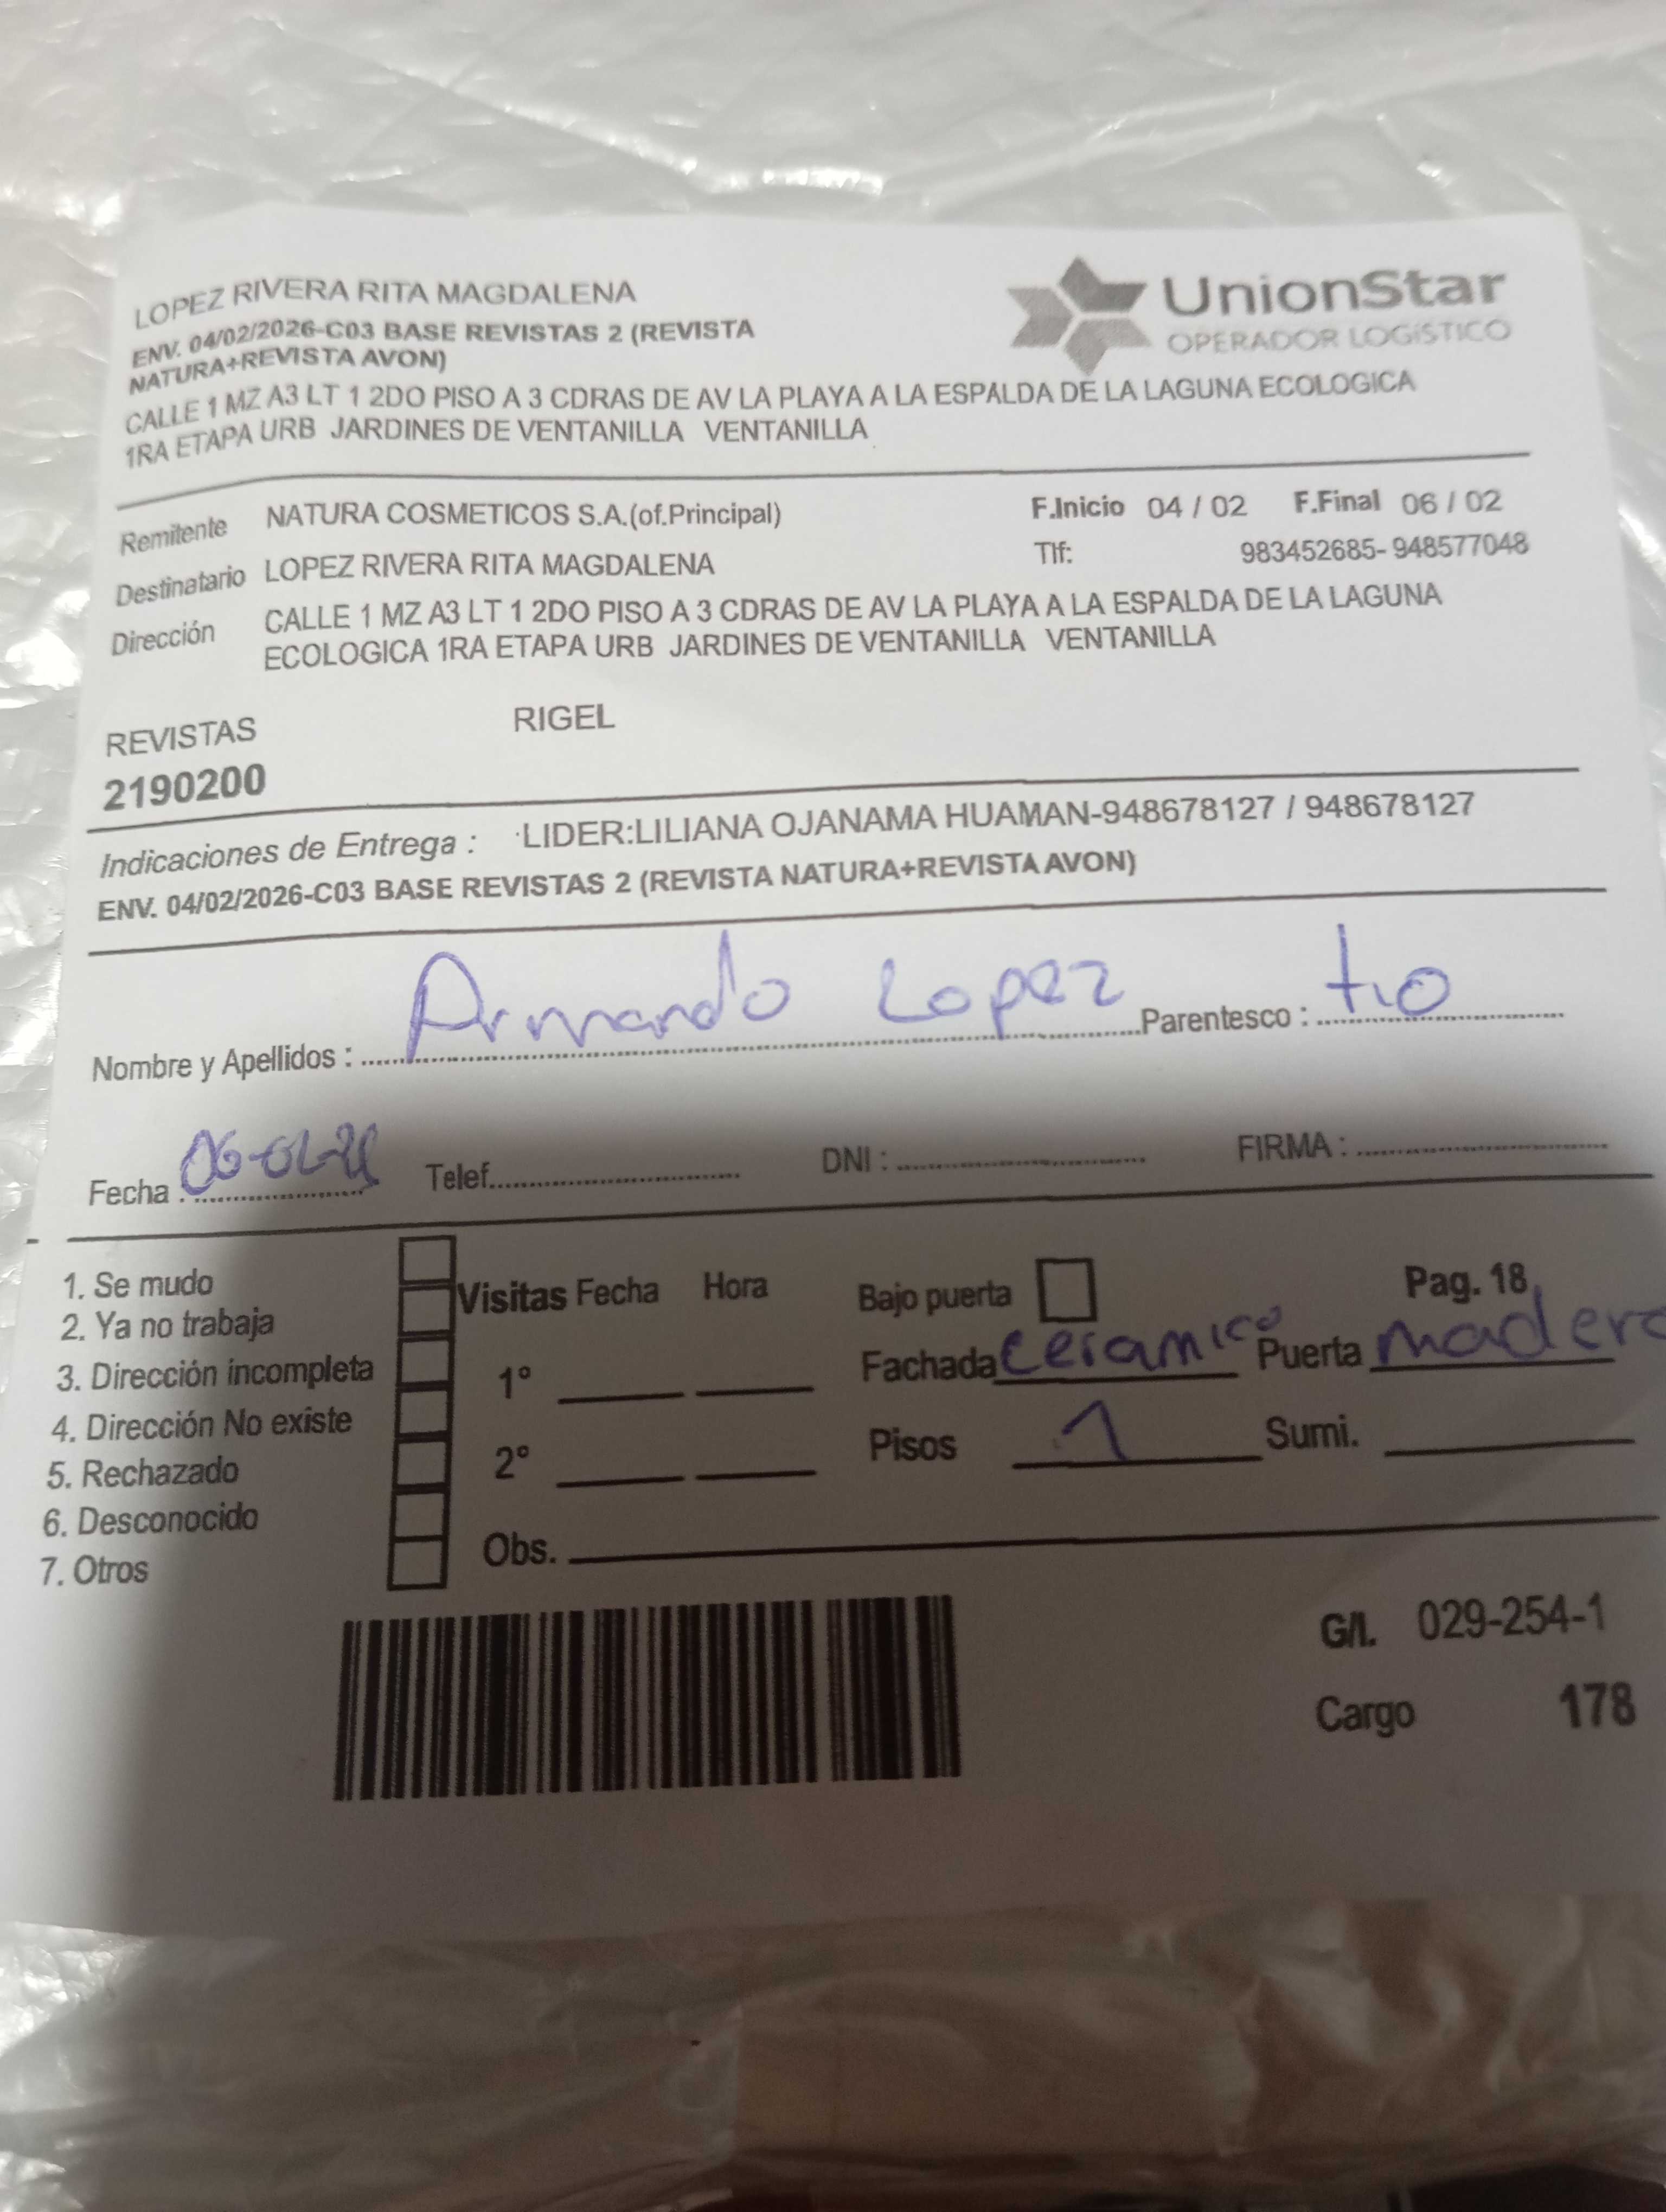 LOPEZ RIVERA RITA MAGDALENA
ENV. 04/02/2026-C03 BASE REVISTAS 2 (REVISTA
NATURA+REVISTA AVON)
CALLE 1 MZ A3 LT 1 2DO PISO A 3 CDRAS DE AV LA PLAYA A LA ESPALDA DE LA LAGUNA ECOLOGICA
1RA ETAPA URB JARDINES DE VENTANILLA VENTANILLA
UnionStar
OPERADOR LOGíSTICO
Remitente NATURA COSMETICOS S.A.(of.Principal) F.Inicio 04 / 02 F.Final 06 / 02
Destinatario LOPEZ RIVERA RITA MAGDALENA Tlf: 983452685- 948577048
Dirección CALLE 1 MZ A3 LT 1 2DO PISO A 3 CDRAS DE AV LA PLAYA A LA ESPALDA DE LA LAGUNA
ECOLOGICA 1RA ETAPA URB JARDINES DE VENTANILLA VENTANILLA
REVISTAS RIGEL
2190200
Indicaciones de Entrega : LIDER:LILIANA OJANAMA HUAMAN-948678127 / 948678127
ENV. 04/02/2026-C03 BASE REVISTAS 2 (REVISTA NATURA+REVISTA AVON)
Nombre y Apellidos : Armando Lopez Parentesco : tio
Fecha : Telef. DNI : FIRMA :
1. Se mudo
2. Ya no trabaja
3. Dirección incompleta
4. Dirección No existe
5. Rechazado
6. Desconocido
7. Otros
Visitas Fecha Hora
1°
2°
Obs.
Bajo puerta Pag. 18
Fachada ceramico Puerta madera
Pisos 1 Sumi.
G/I. 029-254-1
Cargo 178